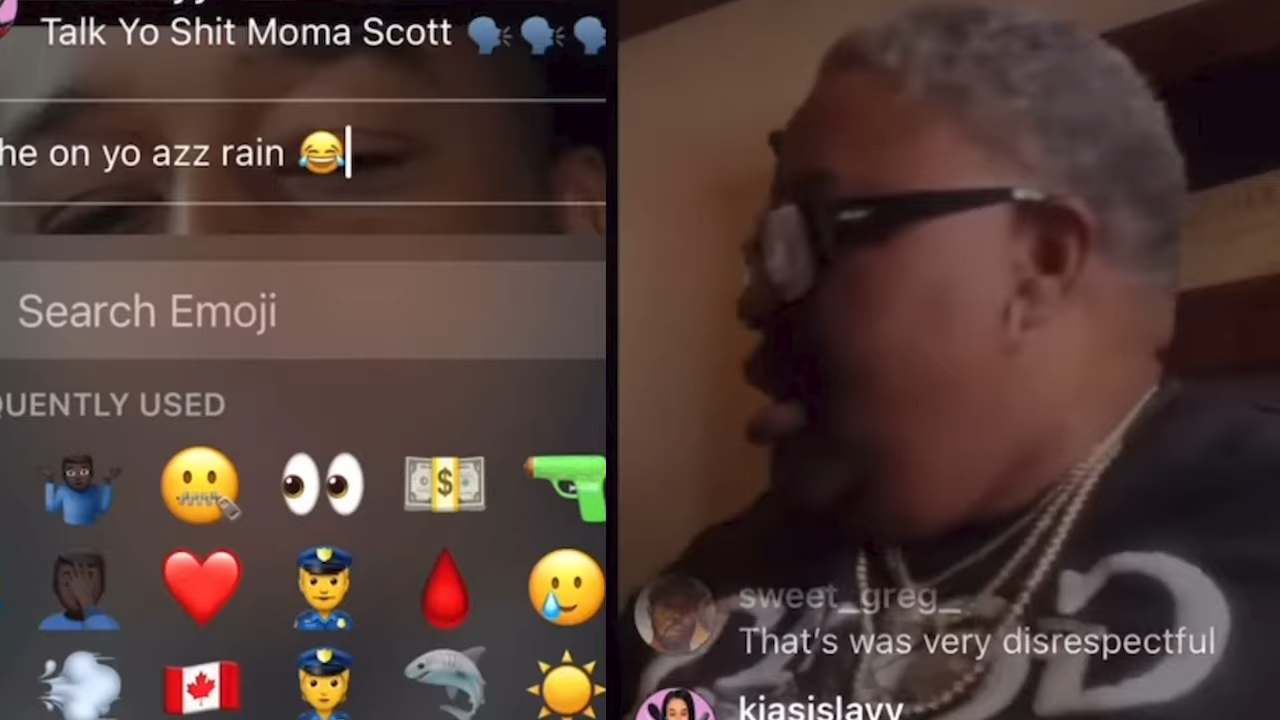 Talk Yo Shit Moma Scott 🗣️🗣️🗣️
he on yo azz rain 😂
Search Emoji
QUENTLY USED
sweet_greg_
That's was very disrespectful
kiasislavv